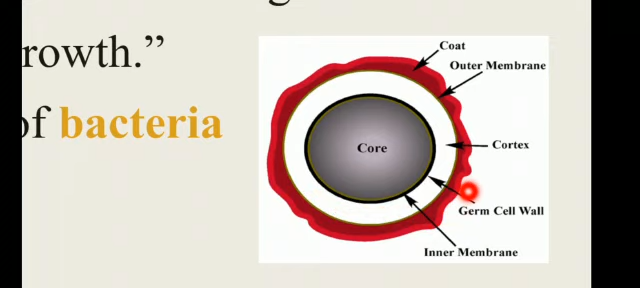 rowth.”
of bacteria
Coat
Outer Membrane
Core
Cortex
Germ Cell Wall
Inner Membrane